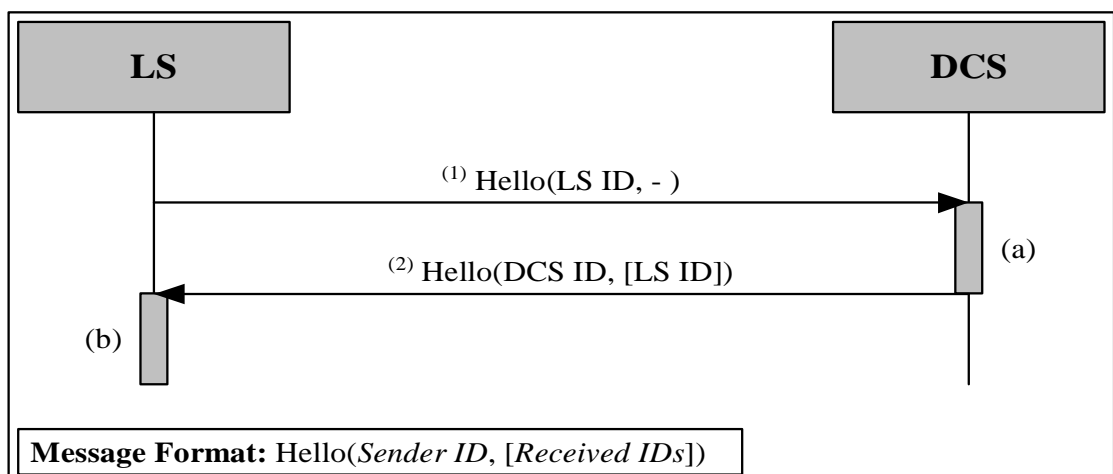 LS
DCS
(1) Hello(LS ID, - )
(a)
(2) Hello(DCS ID, [LS ID])
(b)
Message Format: Hello(Sender ID, [Received IDs])